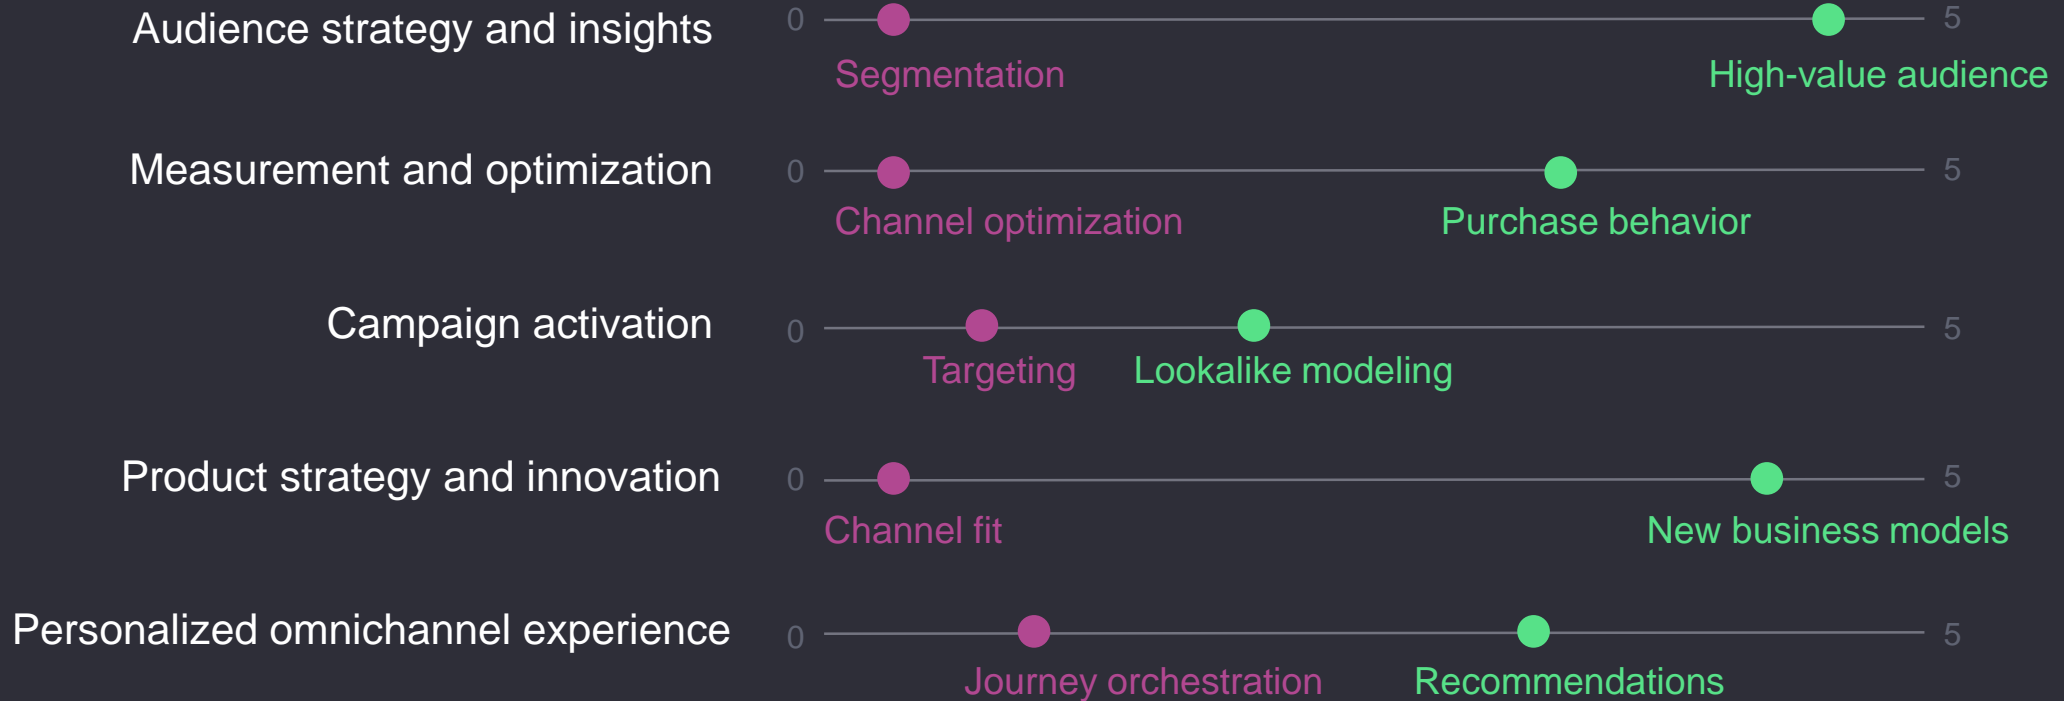 Audience strategy and insights
0
5
Segmentation
High-value audience
Measurement and optimization
0
5
Channel optimization
Purchase behavior
Campaign activation
0
5
Targeting
Lookalike modeling
Product strategy and innovation
0
5
Channel fit
New business models
Personalized omnichannel experience
0
5
Journey orchestration
Recommendations